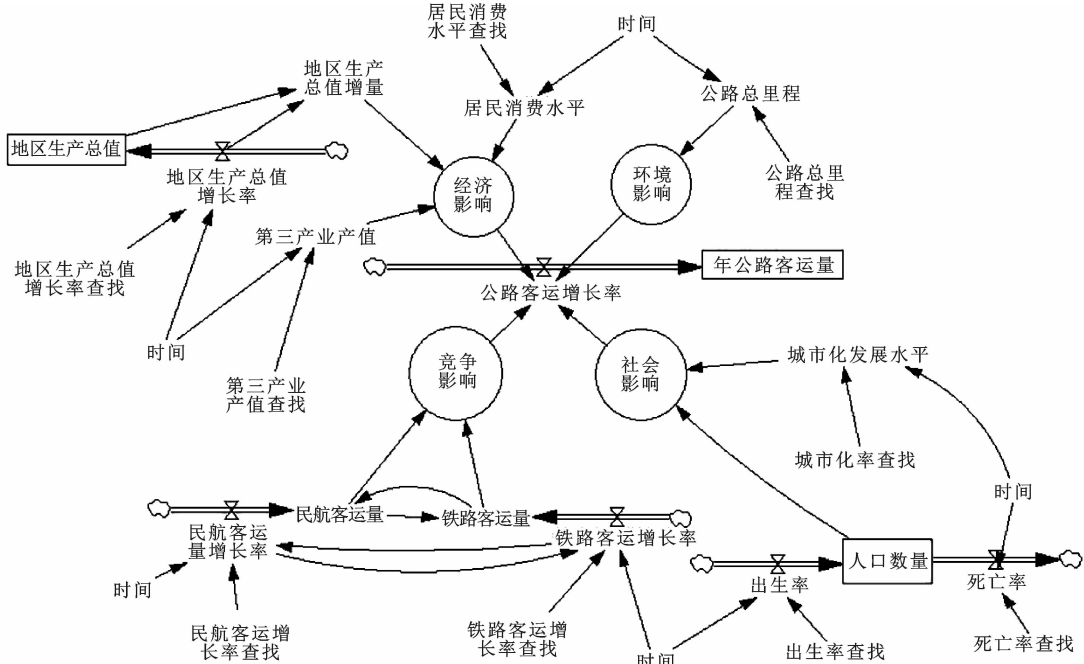 居民消费
水平查找
时间
地区生产
总值增量
居民消费水平
公路总里程
地区生产总值
地区生产总值
增长率
经济
影响
环境
影响
公路总里
程查找
第三产业产值
地区生产总值
增长率查找
年公路客运量
公路客运增长率
时间
竞争
影响
社会
影响
城市化发展水平
第三产业
产值查找
城市化率查找
时间
民航客运量
铁路客运量
民航客运
量增长率
铁路客运增长率
人口数量
时间
出生率
死亡率
民航客运增
长率查找
铁路客运增
长率查找
时间
出生率查找
死亡率查找